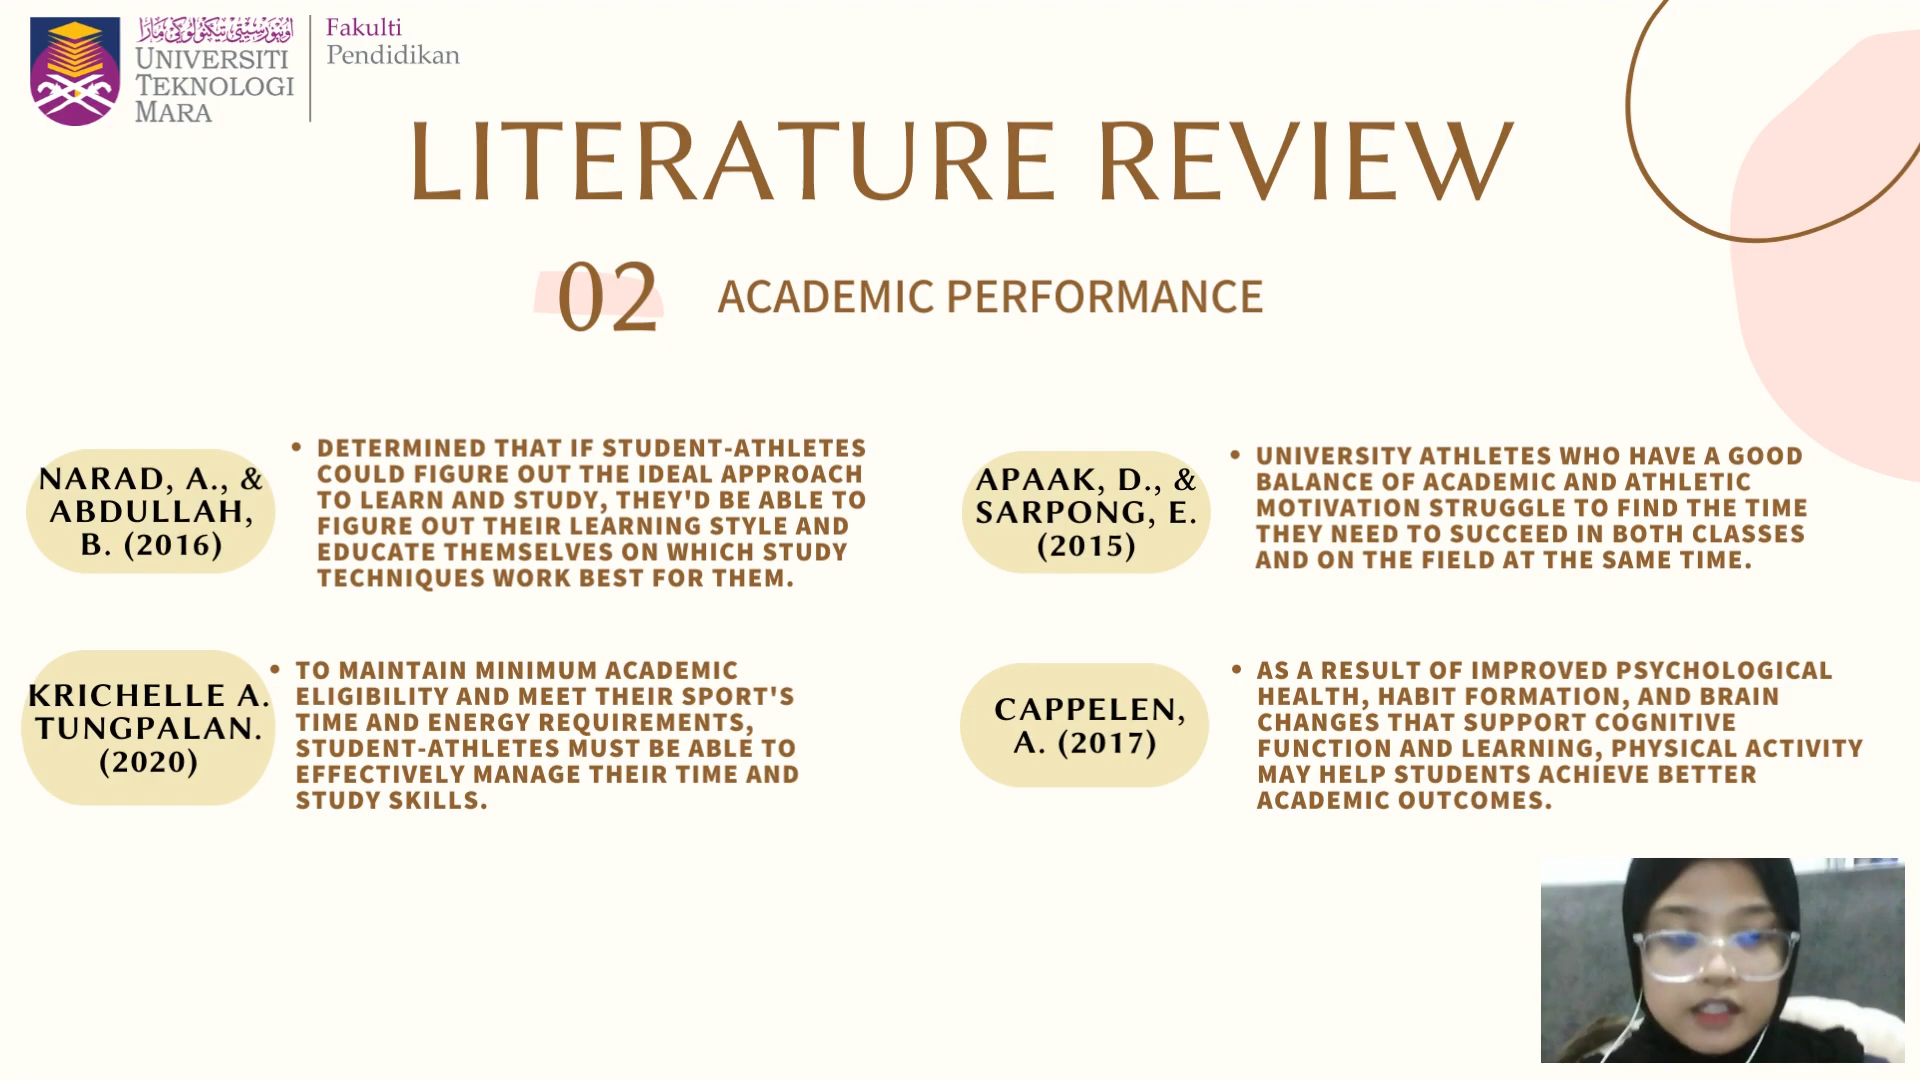 اونيۏرسيتي تيكنولوڬي مارا
UNIVERSITI
TEKNOLOGI
MARA
Fakulti
Pendidikan
LITERATURE REVIEW
02
ACADEMIC PERFORMANCE
NARAD, A., &
ABDULLAH,
B. (2016)
• DETERMINED THAT IF STUDENT-ATHLETES
COULD FIGURE OUT THE IDEAL APPROACH
TO LEARN AND STUDY, THEY'D BE ABLE TO
FIGURE OUT THEIR LEARNING STYLE AND
EDUCATE THEMSELVES ON WHICH STUDY
TECHNIQUES WORK BEST FOR THEM.
APAAK, D., &
SARPONG, E.
(2015)
• UNIVERSITY ATHLETES WHO HAVE A GOOD
BALANCE OF ACADEMIC AND ATHLETIC
MOTIVATION STRUGGLE TO FIND THE TIME
THEY NEED TO SUCCEED IN BOTH CLASSES
AND ON THE FIELD AT THE SAME TIME.
KRICHELLE A.
TUNGPALAN.
(2020)
• TO MAINTAIN MINIMUM ACADEMIC
ELIGIBILITY AND MEET THEIR SPORT'S
TIME AND ENERGY REQUIREMENTS,
STUDENT-ATHLETES MUST BE ABLE TO
EFFECTIVELY MANAGE THEIR TIME AND
STUDY SKILLS.
CAPPELEN,
A. (2017)
• AS A RESULT OF IMPROVED PSYCHOLOGICAL
HEALTH, HABIT FORMATION, AND BRAIN
CHANGES THAT SUPPORT COGNITIVE
FUNCTION AND LEARNING, PHYSICAL ACTIVITY
MAY HELP STUDENTS ACHIEVE BETTER
ACADEMIC OUTCOMES.